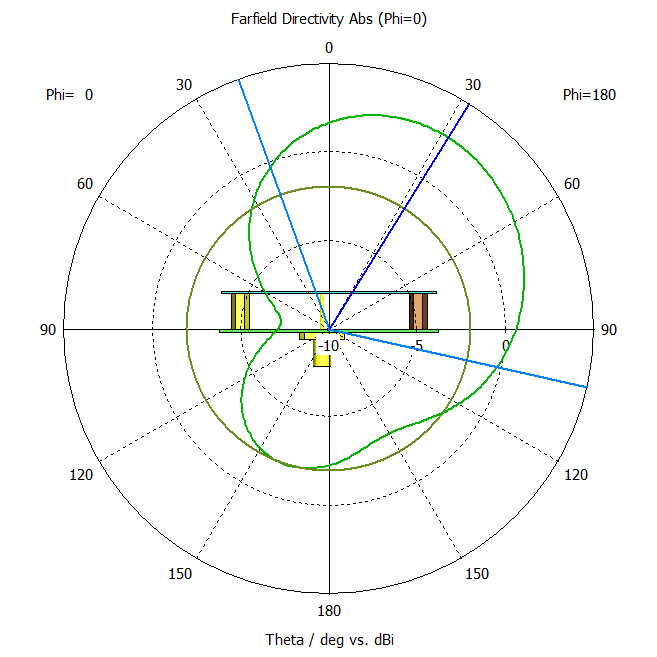 Farfield Directivity Abs (Phi=0)
0
30 30
Phi= 0 Phi=180
60 60
90 -10 -5 0 90
120 120
150 150
180
Theta / deg vs. dBi